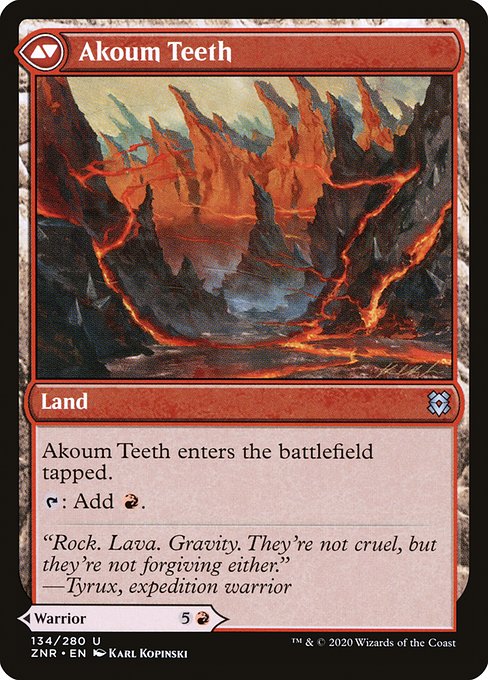 Akoum Teeth
Land
Akoum Teeth enters the battlefield
tapped.
: Add .
“Rock. Lava. Gravity. They’re not cruel, but
they’re not forgiving either.”
—Tyrux, expedition warrior
Warrior 5
134/280 U
ZNR • EN Karl Kopinski
™ & © 2020 Wizards of the Coast